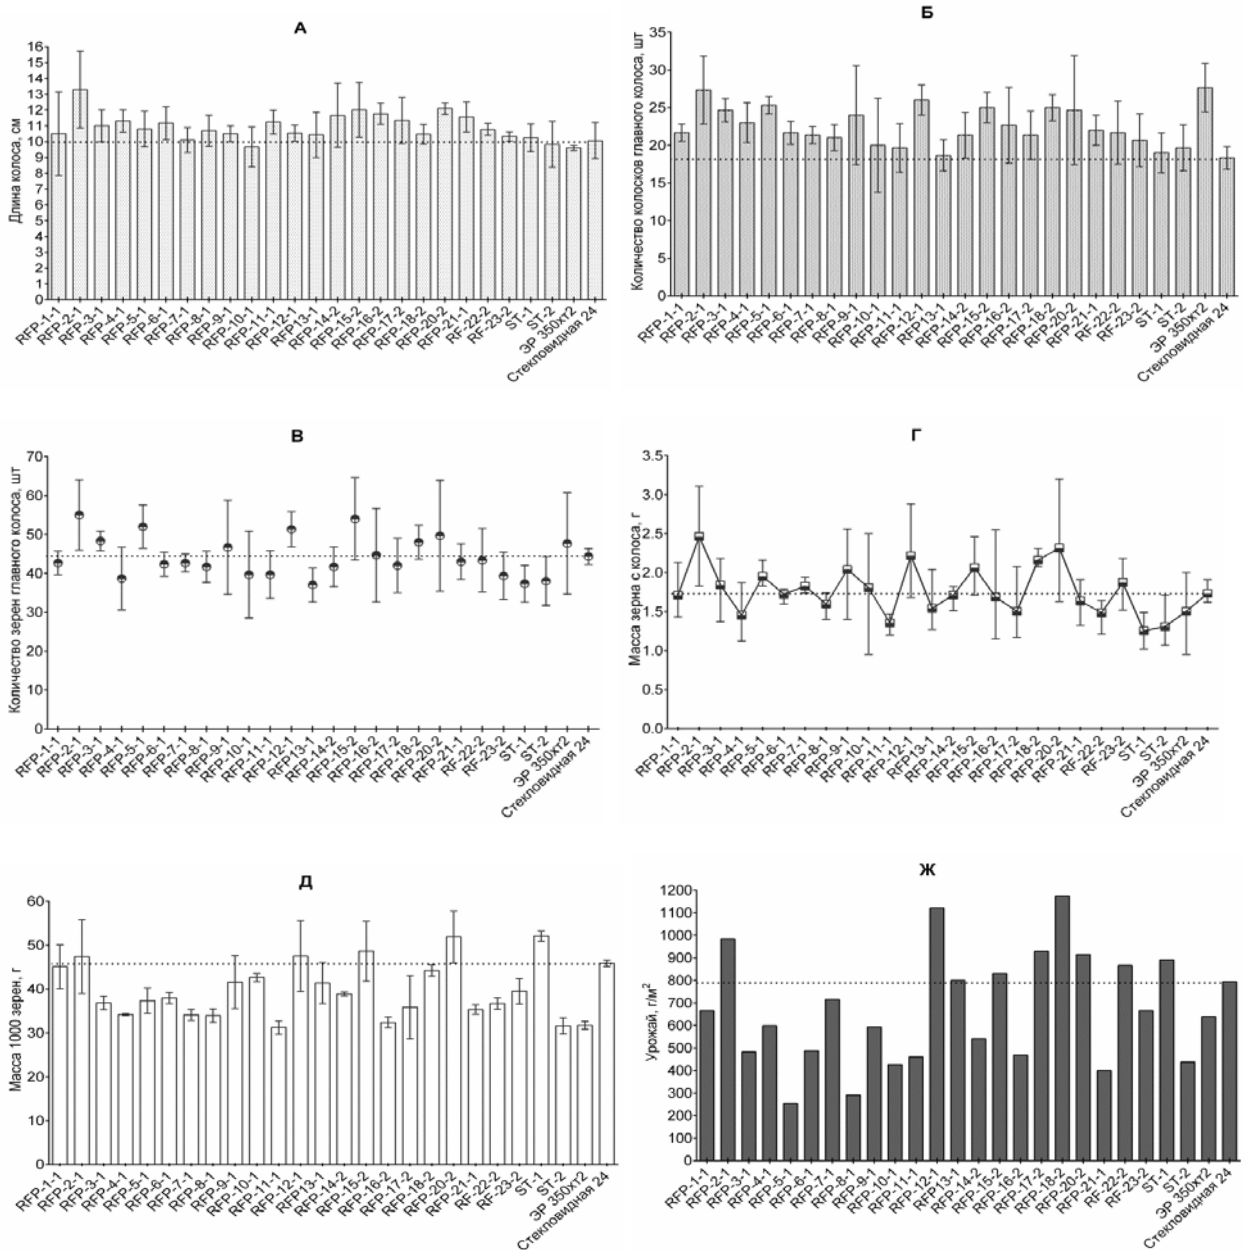 А
Длина колоса, см
16
15
14
13
12
11
10
9
8
7
6
5
4
3
2
1
0
RFP-1-1
RFP-2-1
RFP-3-1
RFP-4-1
RFP-5-1
RFP-6-1
RFP-7-1
RFP-8-1
RFP-9-1
RFP-10-1
RFP-11-1
RFP-12-1
RFP-13-1
RFP-14-2
RFP-15-2
RFP-16-2
RFP-17-2
RFP-18-2
RFP-20-2
RFP-21-1
RF-22-2
RF-23-2
ST-1
ST-2
ЭР 350хт2
Стекловидная 24
Б
Количество колосков главного колоса, шт
35
30
25
20
15
10
5
0
RFP-1-1
RFP-2-1
RFP-3-1
RFP-4-1
RFP-5-1
RFP-6-1
RFP-7-1
RFP-8-1
RFP-9-1
RFP-10-1
RFP-11-1
RFP-12-1
RFP-13-1
RFP-14-2
RFP-15-2
RFP-16-2
RFP-17-2
RFP-18-2
RFP-20-2
RFP-21-1
RF-22-2
RF-23-2
ST-1
ST-2
ЭР 350хт2
Стекловидная 24
В
Количество зерен главного колоса, шт
70
60
50
40
30
20
10
0
RFP-1-1
RFP-2-1
RFP-3-1
RFP-4-1
RFP-5-1
RFP-6-1
RFP-7-1
RFP-8-1
RFP-9-1
RFP-10-1
RFP-11-1
RFP-12-1
RFP-13-1
RFP-14-2
RFP-15-2
RFP-16-2
RFP-17-2
RFP-18-2
RFP-20-2
RFP-21-1
RF-22-2
RF-23-2
ST-1
ST-2
ЭР 350хт2
Стекловидная 24
Г
Масса зерна с колоса, г
3.5
3.0
2.5
2.0
1.5
1.0
0.5
0.0
RFP-1-1
RFP-2-1
RFP-3-1
RFP-4-1
RFP-5-1
RFP-6-1
RFP-7-1
RFP-8-1
RFP-9-1
RFP-10-1
RFP-11-1
RFP-12-1
RFP-13-1
RFP-14-2
RFP-15-2
RFP-16-2
RFP-17-2
RFP-18-2
RFP-20-2
RFP-21-1
RF-22-2
RF-23-2
ST-1
ST-2
ЭР 350хт2
Стекловидная 24
Д
Масса 1000 зерен, г
60
50
40
30
20
10
0
RFP-1-1
RFP-2-1
RFP-3-1
RFP-4-1
RFP-5-1
RFP-6-1
RFP-7-1
RFP-8-1
RFP-9-1
RFP-10-1
RFP-11-1
RFP-12-1
RFP-13-1
RFP-14-2
RFP-15-2
RFP-16-2
RFP-17-2
RFP-18-2
RFP-20-2
RFP-21-1
RF-22-2
RF-23-2
ST-1
ST-2
ЭР 350хт2
Стекловидная 24
Ж
Урожай, г/м²
1200
1100
1000
900
800
700
600
500
400
300
200
100
0
RFP-1-1
RFP-2-1
RFP-3-1
RFP-4-1
RFP-5-1
RFP-6-1
RFP-7-1
RFP-8-1
RFP-9-1
RFP-10-1
RFP-11-1
RFP-12-1
RFP-13-1
RFP-14-2
RFP-15-2
RFP-16-2
RFP-17-2
RFP-18-2
RFP-20-2
RFP-21-1
RF-22-2
RF-23-2
ST-1
ST-2
ЭР 350хт2
Стекловидная 24